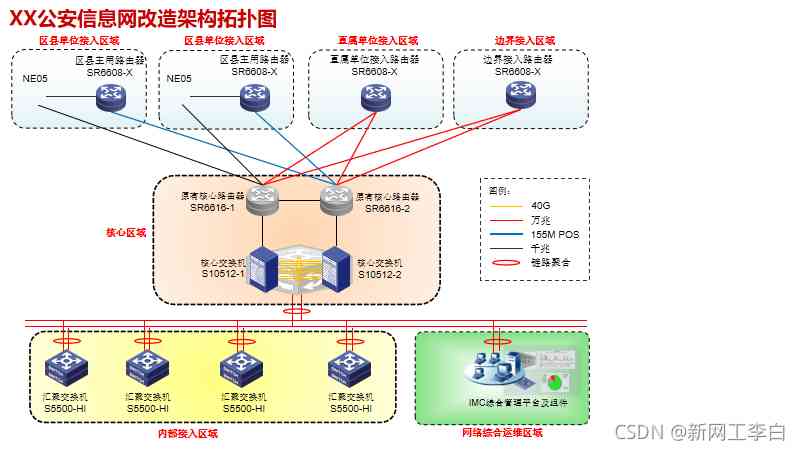 XX公安信息网改造架构拓扑图
区县单位接入区域
区县单位接入区域
直属单位接入区域
边界接入区域
区县主用路由器
SR6608-X
NE05
区县主用路由器
SR6608-X
NE05
直属单位接入路由器
SR6608-X
边界接入路由器
SR6608-X
原有核心路由器
SR6616-1
原有核心路由器
SR6616-2
核心区域
核心交换机
S10512-1
核心交换机
S10512-2
图例：
40G
万兆
155M POS
千兆
链路聚合
汇聚交换机
S5500-HI
汇聚交换机
S5500-HI
汇聚交换机
S5500-HI
汇聚交换机
S5500-HI
IMC综合管理平台及组件
内部接入区域
网络综合运维区域
CSDN @新网工李白